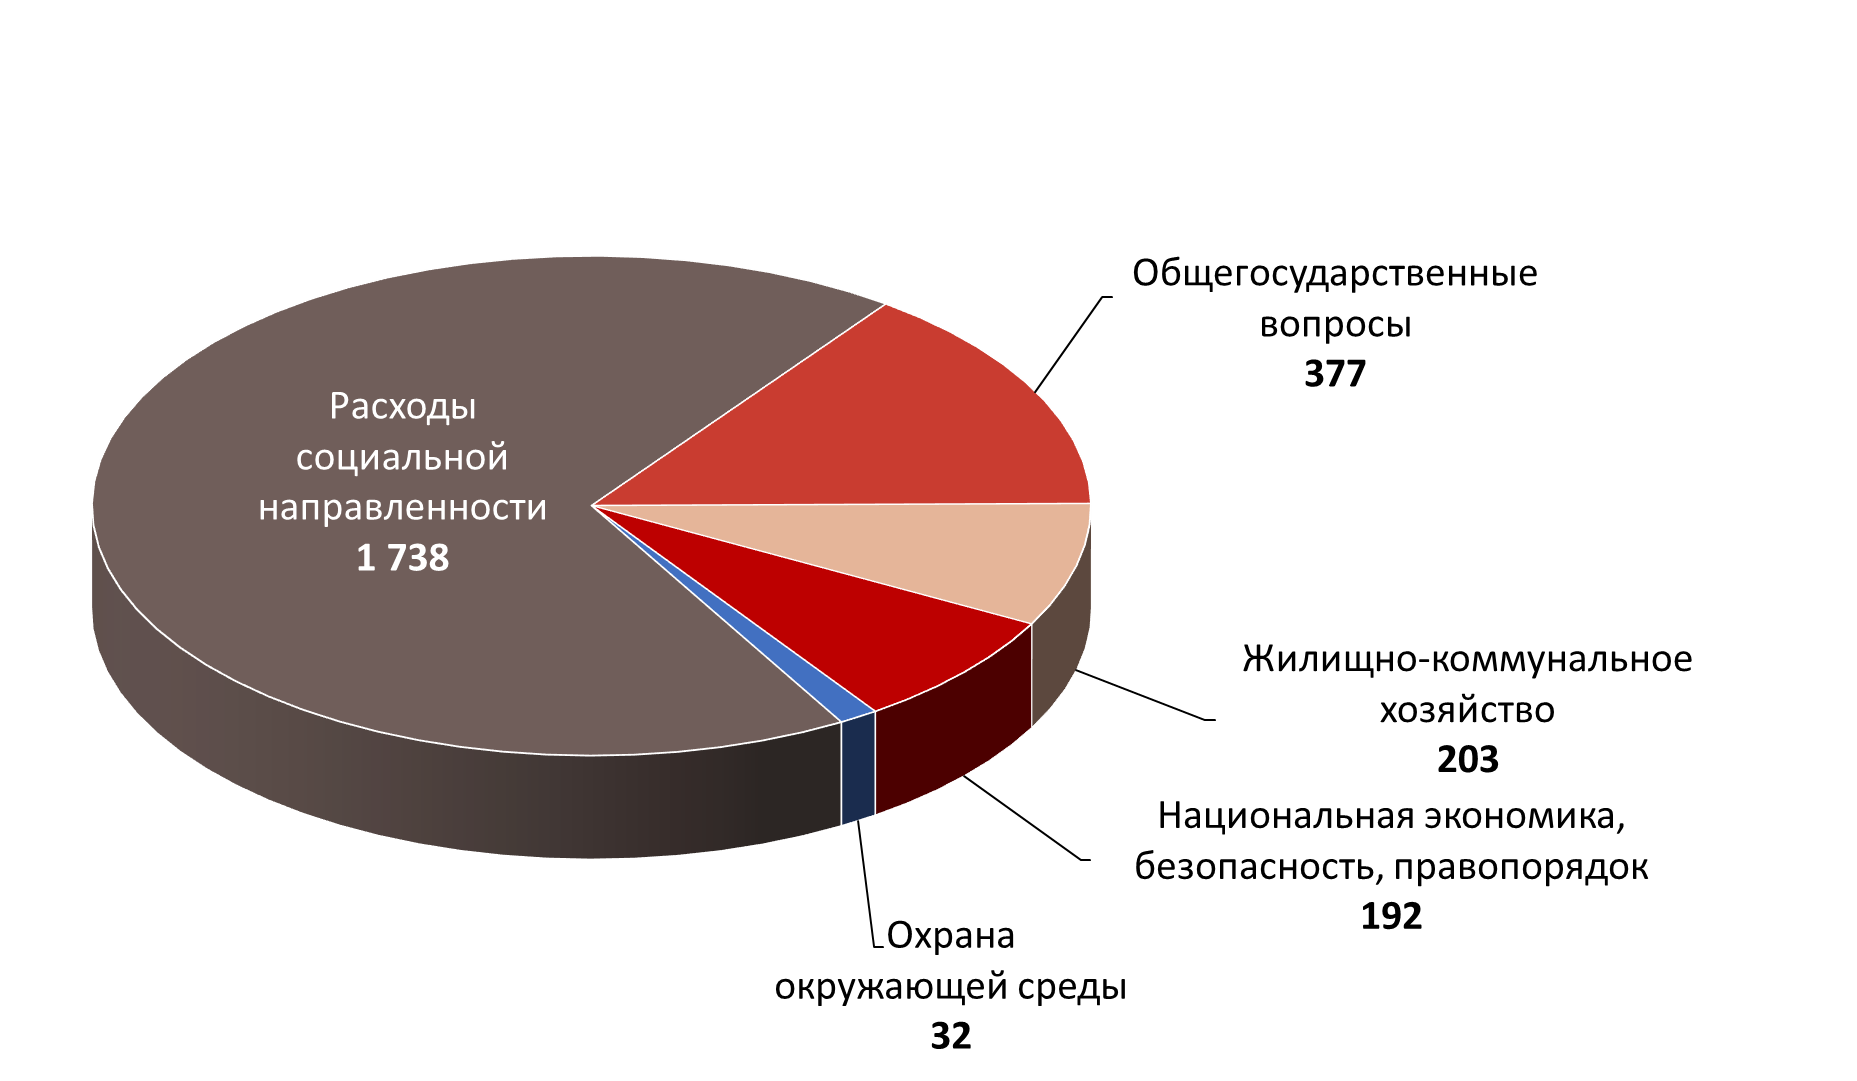 Общегосударственные
вопросы
377
Расходы
социальной
направленности
1 738
Жилищно-коммунальное
хозяйство
203
Национальная экономика,
безопасность, правопорядок
192
Охрана
окружающей среды
32